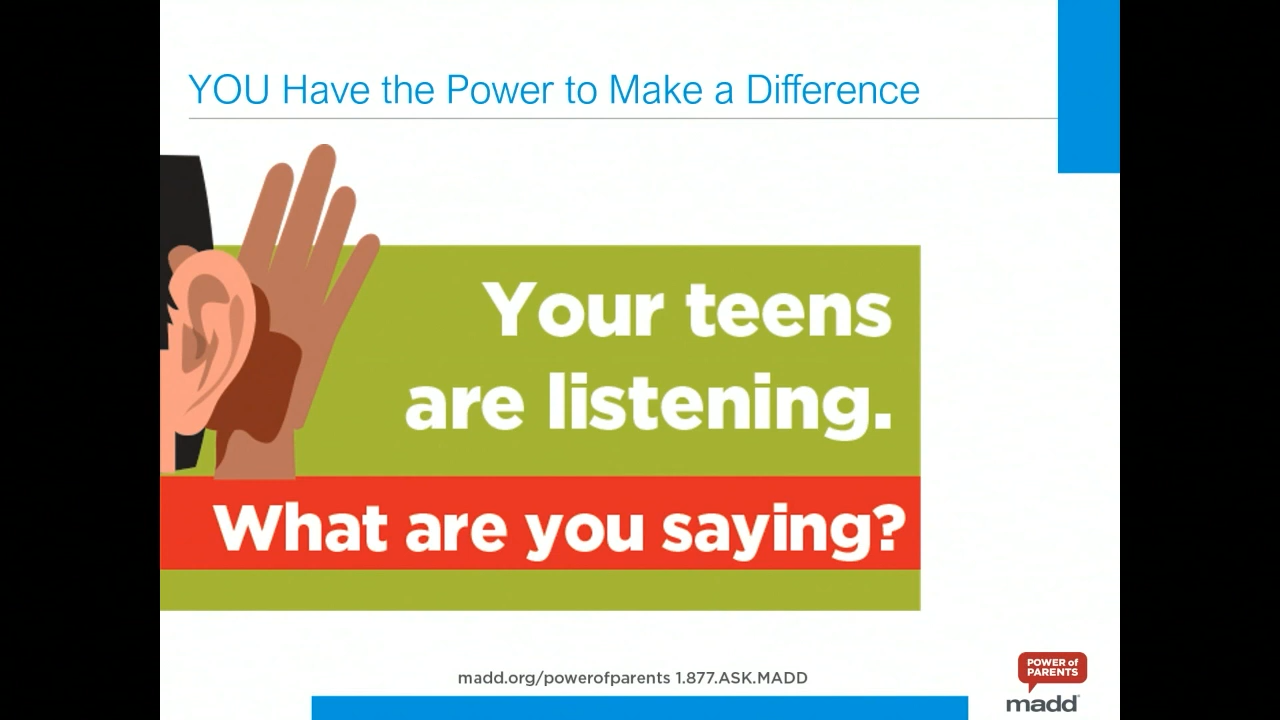 YOU Have the Power to Make a Difference
Your teens
are listening.
What are you saying?
madd.org/powerofparents 1.877.ASK.MADD
POWER of
PARENTS
madd